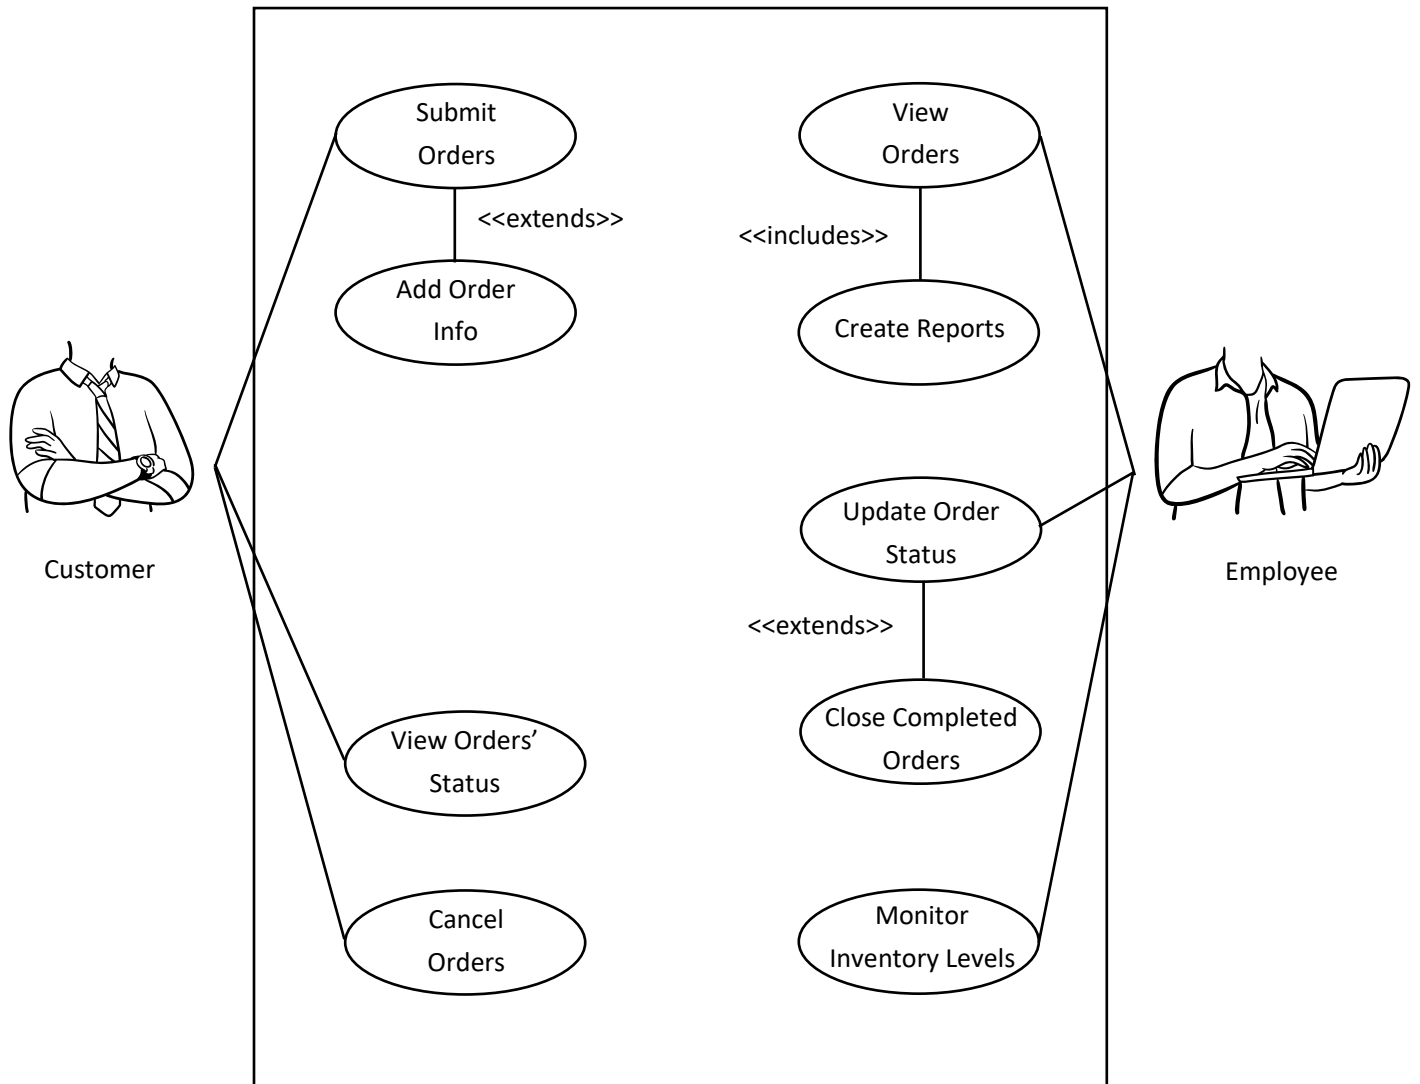 Submit
Orders
<<extends>>
Add Order
Info
View
Orders
<<includes>>
Create Reports
Customer
Update Order
Status
<<extends>>
Close Completed
Orders
Employee
View Orders’
Status
Cancel
Orders
Monitor
Inventory Levels